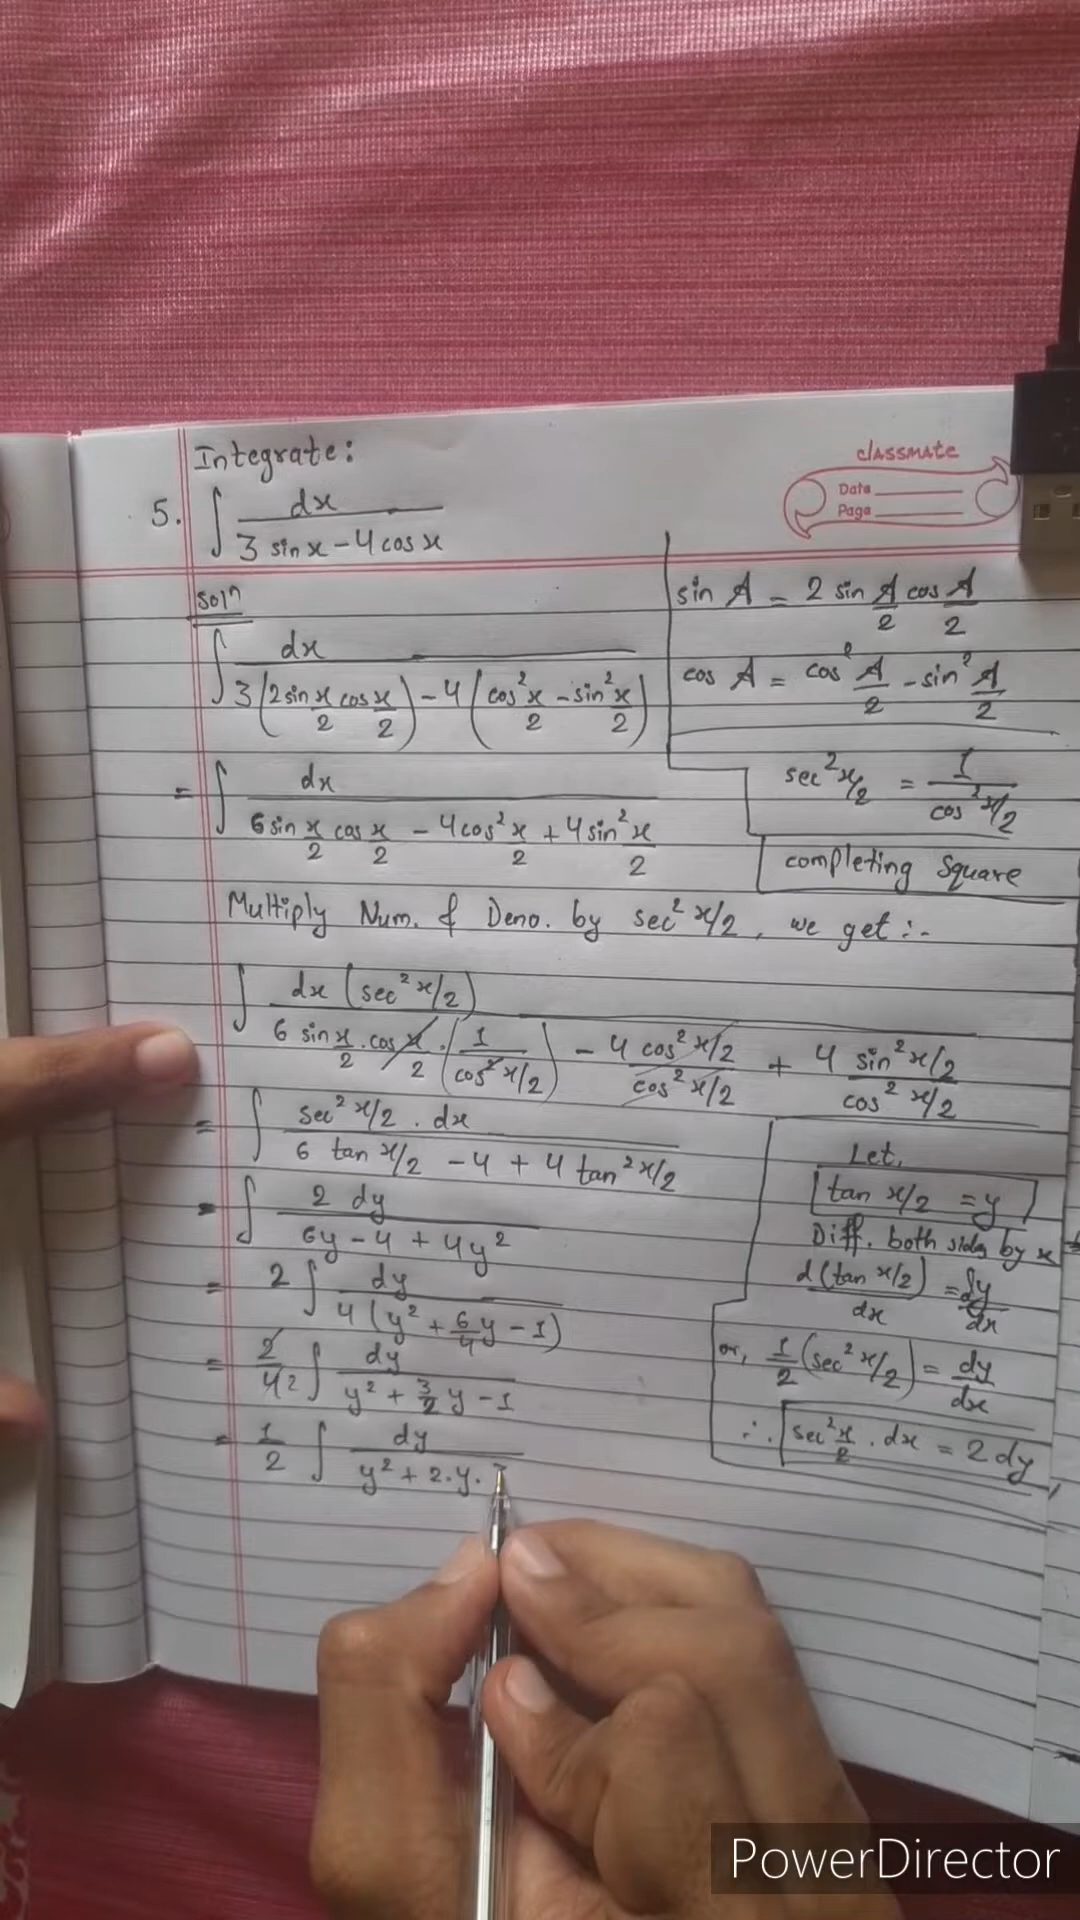 Integrate:
classmate
Date
Page
5. ∫ dx / (3 sin x - 4 cos x)
Soln
∫ dx / (3 (2 sin x/2 cos x/2) - 4 (cos² x/2 - sin² x/2))
sin A = 2 sin A/2 cos A/2
cos A = cos² A/2 - sin² A/2
= ∫ dx / (6 sin x/2 cos x/2 - 4 cos² x/2 + 4 sin² x/2)
sec² x/2 = 1 / cos² x/2
completing Square
Multiply Num. & Deno. by sec² x/2, we get :-
∫ dx (sec² x/2) / (6 sin x/2 . cos x/2 . (1 / cos² x/2) - 4 cos² x/2 / cos² x/2 + 4 sin² x/2 / cos² x/2)
= ∫ sec² x/2 . dx / (6 tan x/2 - 4 + 4 tan² x/2)
= ∫ 2 dy / (6y - 4 + 4y²)
= 2 ∫ dy / (4 (y² + 6/4 y - 1))
= 2/4 2 ∫ dy / (y² + 3/2 y - 1)
= 1/2 ∫ dy / (y² + 2.y.
Let,
tan x/2 = y
Diff. both sides by x
d (tan x/2) / dx = dy / dx
or, 1/2 (sec² x/2) = dy / dx
∴ sec² x/2 . dx = 2 dy,
PowerDirector